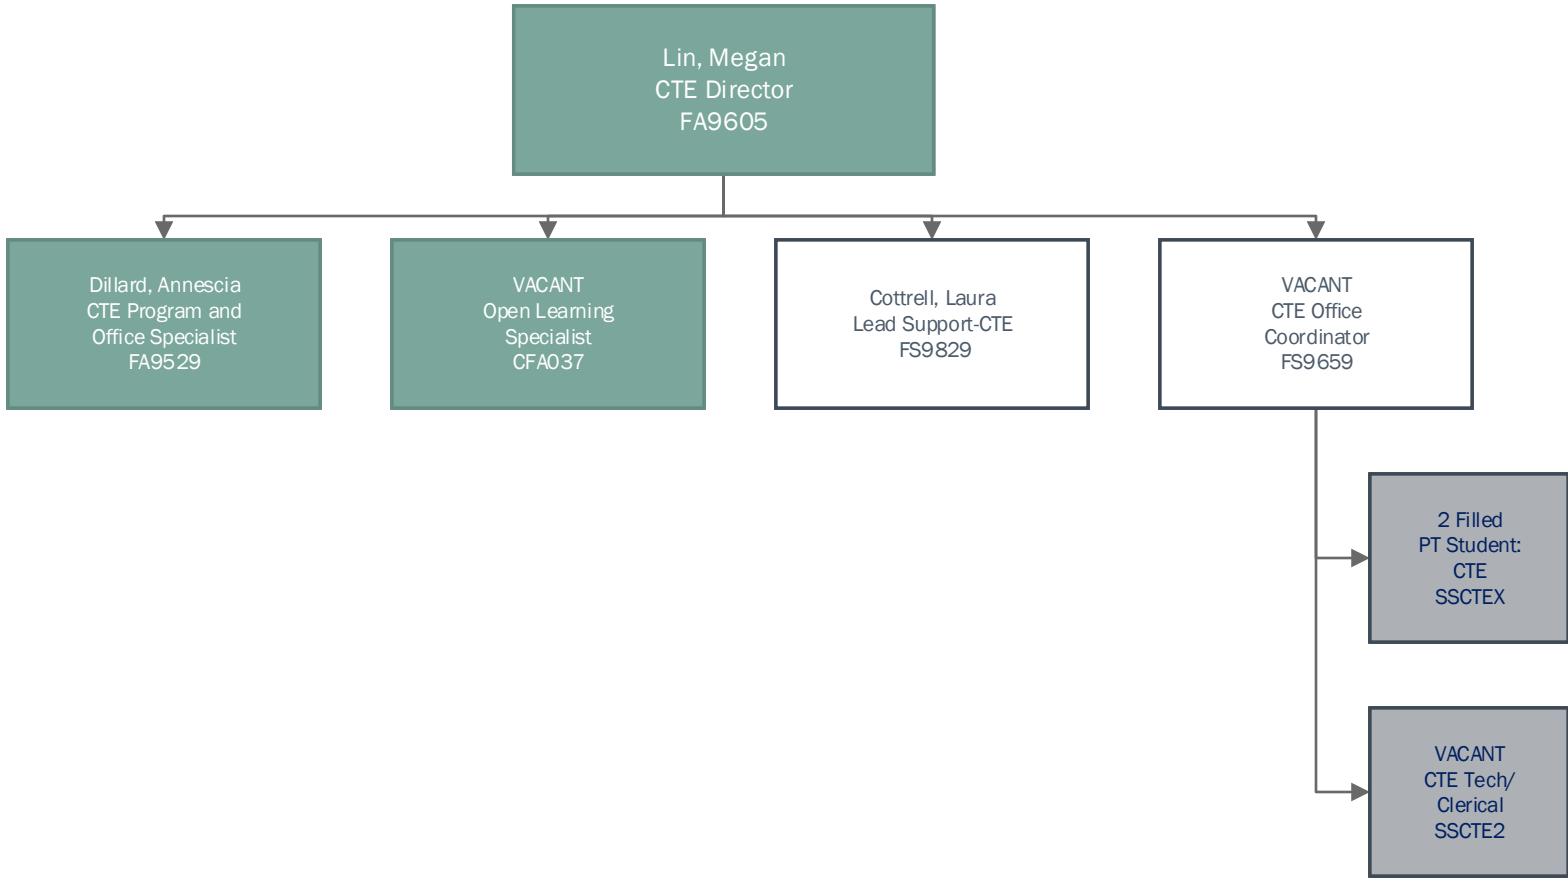 Lin, Megan
CTE Director
FA9605
Dillard, Annescia
CTE Program and
Office Specialist
FA9529
VACANT
Open Learning
Specialist
CFA037
Cottrell, Laura
Lead Support-CTE
FS9829
VACANT
CTE Office
Coordinator
FS9659
2 Filled
PT Student:
CTE
SSCTEX
VACANT
CTE Tech/
Clerical
SSCTE2